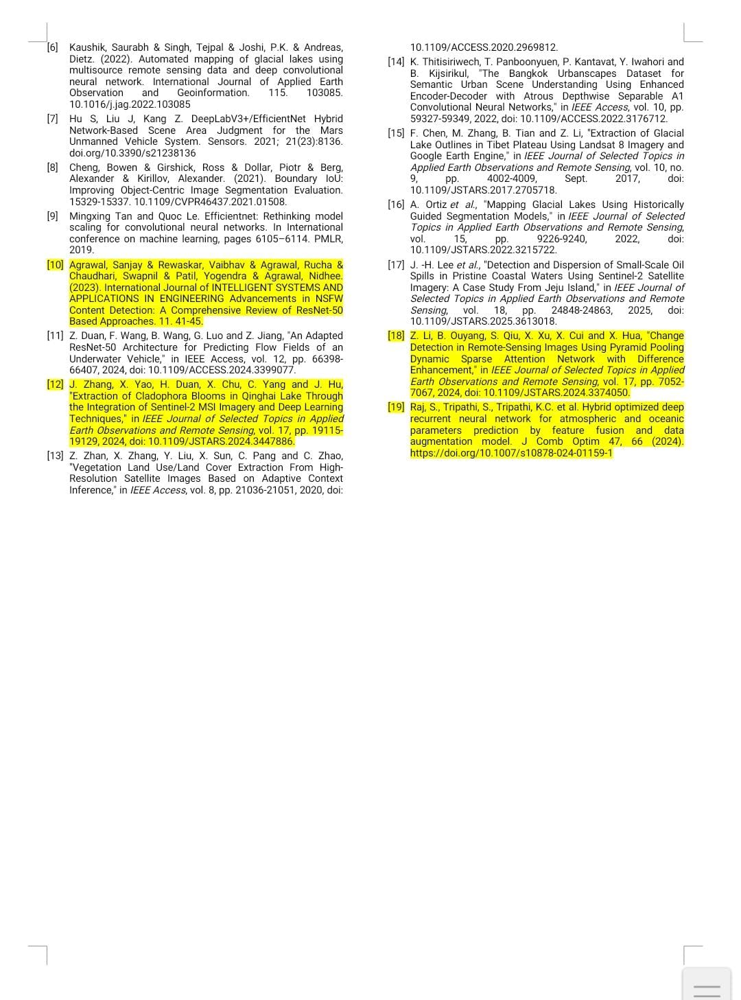 [6] Kaushik, Saurabh & Singh, Tejpal & Joshi, P.K. & Andreas,
Dietz. (2022). Automated mapping of glacial lakes using
multisource remote sensing data and deep convolutional
neural network. International Journal of Applied Earth
Observation and Geoinformation. 115. 103085.
10.1016/j.jag.2022.103085
[7] Hu S, Liu J, Kang Z. DeepLabV3+/EfficientNet Hybrid
Network-Based Scene Area Judgment for the Mars
Unmanned Vehicle System. Sensors. 2021; 21(23):8136.
doi.org/10.3390/s21238136
[8] Cheng, Bowen & Girshick, Ross & Dollar, Piotr & Berg,
Alexander & Kirillov, Alexander. (2021). Boundary IoU:
Improving Object-Centric Image Segmentation Evaluation.
15329-15337. 10.1109/CVPR46437.2021.01508.
[9] Mingxing Tan and Quoc Le. Efficientnet: Rethinking model
scaling for convolutional neural networks. In International
conference on machine learning, pages 6105–6114. PMLR,
2019.
[10] Agrawal, Sanjay & Rewaskar, Vaibhav & Agrawal, Rucha &
Chaudhari, Swapnil & Patil, Yogendra & Agrawal, Nidhee.
(2023). International Journal of INTELLIGENT SYSTEMS AND
APPLICATIONS IN ENGINEERING Advancements in NSFW
Content Detection: A Comprehensive Review of ResNet-50
Based Approaches. 11. 41-45.
[11] Z. Duan, F. Wang, B. Wang, G. Luo and Z. Jiang, "An Adapted
ResNet-50 Architecture for Predicting Flow Fields of an
Underwater Vehicle," in IEEE Access, vol. 12, pp. 66398-
66407, 2024, doi: 10.1109/ACCESS.2024.3399077.
[12] J. Zhang, X. Yao, H. Duan, X. Chu, C. Yang and J. Hu,
"Extraction of Cladophora Blooms in Qinghai Lake Through
the Integration of Sentinel-2 MSI Imagery and Deep Learning
Techniques," in IEEE Journal of Selected Topics in Applied
Earth Observations and Remote Sensing, vol. 17, pp. 19115-
19129, 2024, doi: 10.1109/JSTARS.2024.3447886.
[13] Z. Zhan, X. Zhang, Y. Liu, X. Sun, C. Pang and C. Zhao,
"Vegetation Land Use/Land Cover Extraction From High-
Resolution Satellite Images Based on Adaptive Context
Inference," in IEEE Access, vol. 8, pp. 21036-21051, 2020, doi:
10.1109/ACCESS.2020.2969812.
[14] K. Thitisiriwech, T. Panboonyuen, P. Kantavat, Y. Iwahori and
B. Kijsirikul, "The Bangkok Urbanscapes Dataset for
Semantic Urban Scene Understanding Using Enhanced
Encoder-Decoder with Atrous Depthwise Separable A1
Convolutional Neural Networks," in IEEE Access, vol. 10, pp.
59327-59349, 2022, doi: 10.1109/ACCESS.2022.3176712.
[15] F. Chen, M. Zhang, B. Tian and Z. Li, "Extraction of Glacial
Lake Outlines in Tibet Plateau Using Landsat 8 Imagery and
Google Earth Engine," in IEEE Journal of Selected Topics in
Applied Earth Observations and Remote Sensing, vol. 10, no.
9, pp. 4002-4009, Sept. 2017, doi:
10.1109/JSTARS.2017.2705718.
[16] A. Ortiz et al., "Mapping Glacial Lakes Using Historically
Guided Segmentation Models," in IEEE Journal of Selected
Topics in Applied Earth Observations and Remote Sensing,
vol. 15, pp. 9226-9240, 2022, doi:
10.1109/JSTARS.2022.3215722.
[17] J. -H. Lee et al., "Detection and Dispersion of Small-Scale Oil
Spills in Pristine Coastal Waters Using Sentinel-2 Satellite
Imagery: A Case Study From Jeju Island," in IEEE Journal of
Selected Topics in Applied Earth Observations and Remote
Sensing, vol. 18, pp. 24848-24863, 2025, doi:
10.1109/JSTARS.2025.3613018.
[18] Z. Li, B. Ouyang, S. Qiu, X. Xu, X. Cui and X. Hua, "Change
Detection in Remote-Sensing Images Using Pyramid Pooling
Dynamic Sparse Attention Network with Difference
Enhancement," in IEEE Journal of Selected Topics in Applied
Earth Observations and Remote Sensing, vol. 17, pp. 7052-
7067, 2024, doi: 10.1109/JSTARS.2024.3374050.
[19] Raj, S., Tripathi, S., Tripathi, K.C. et al. Hybrid optimized deep
recurrent neural network for atmospheric and oceanic
parameters prediction by feature fusion and data
augmentation model. J Comb Optim 47, 66 (2024).
https://doi.org/10.1007/s10878-024-01159-1